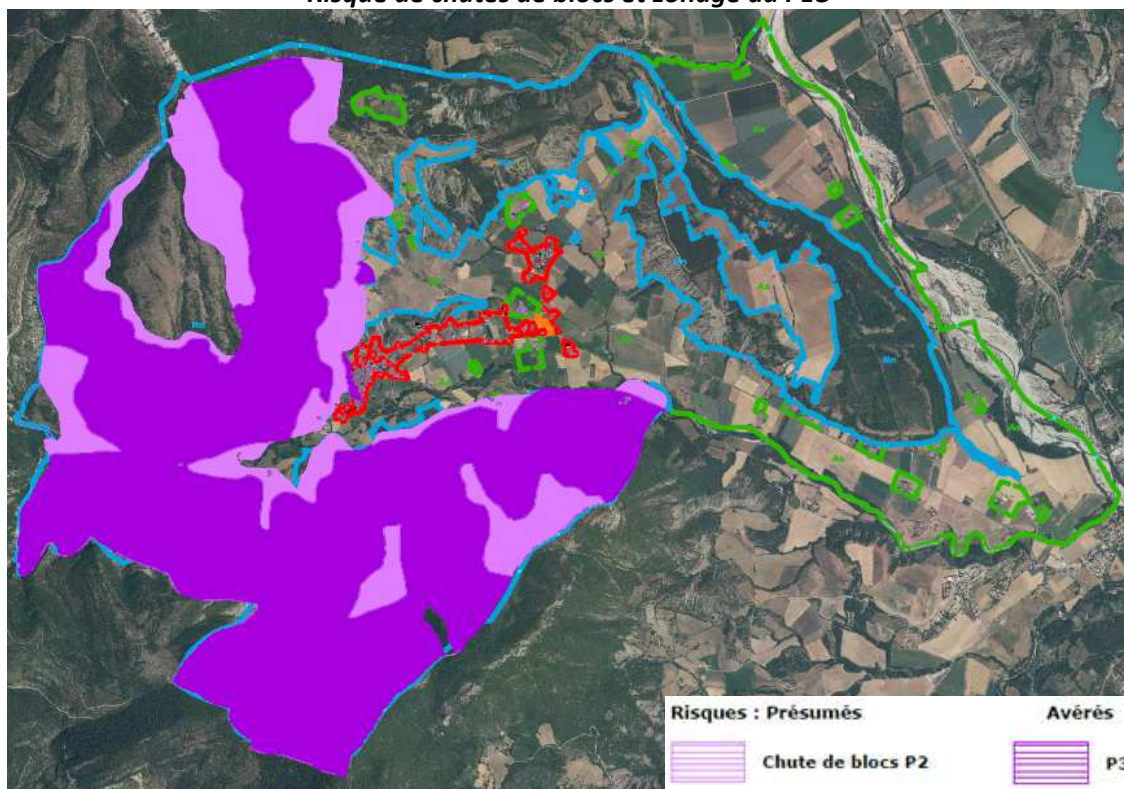 Risque de chutes de blocs et zonage du PLU
Risques : Présumés Avérés
Chute de blocs P2 P3